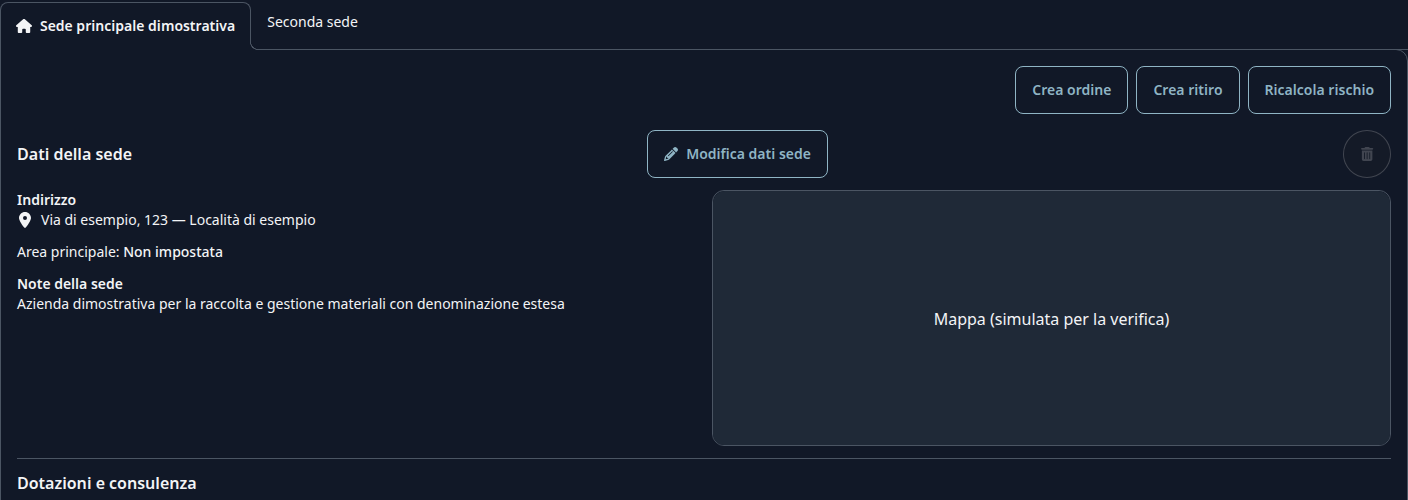 Sede principale dimostrativa
Seconda sede
Crea ordine
Crea ritiro
Ricalcola rischio
Dati della sede
Modifica dati sede
Indirizzo
Via di esempio, 123 — Località di esempio
Area principale: Non impostata
Note della sede
Azienda dimostrativa per la raccolta e gestione materiali con denominazione estesa
Mappa (simulata per la verifica)
Dotazioni e consulenza